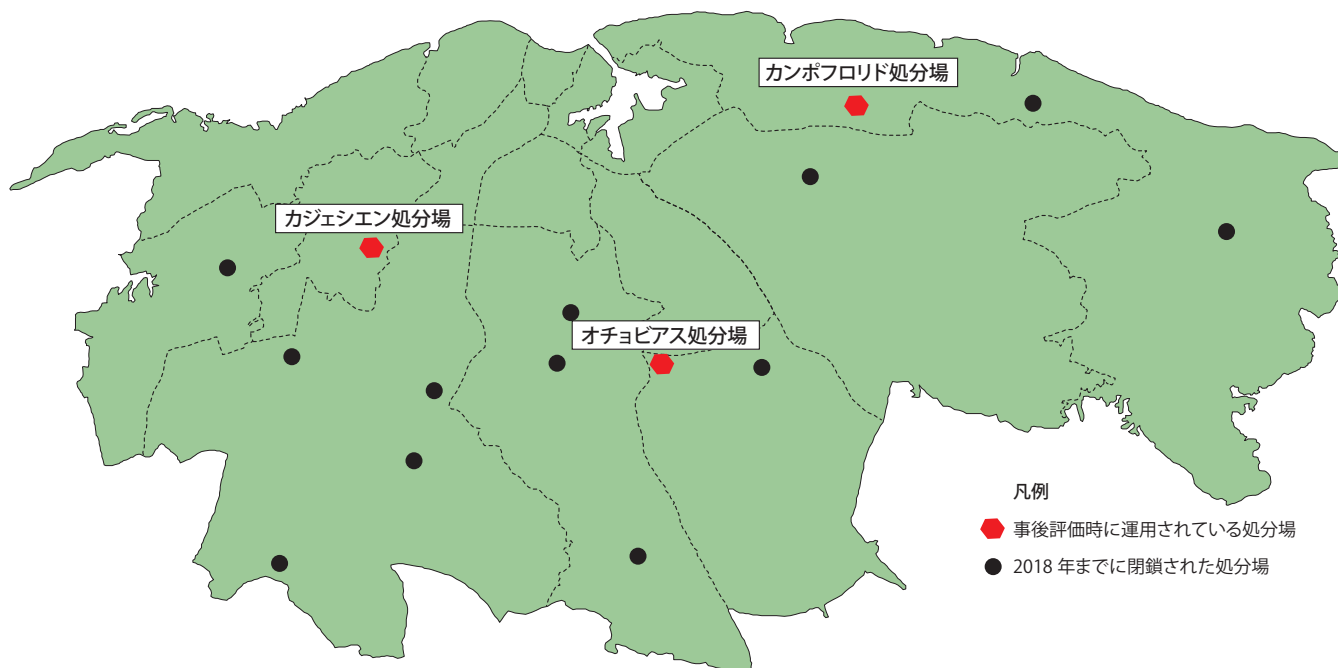 カンポフロリド処分場
カジェシエン処分場
オチョビアス処分場
凡例
事後評価時に運用されている処分場
2018 年までに閉鎖された処分場